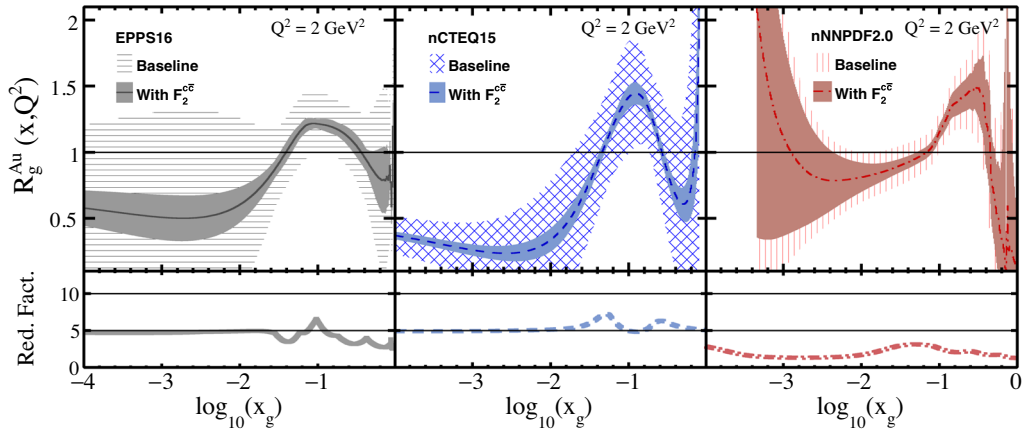 2
1.5
1
0.5
R_g^Au (x,Q²)
EPPS16
Q² = 2 GeV²
Baseline
With F₂^cc̄
nCTEQ15
Q² = 2 GeV²
Baseline
With F₂^cc̄
Q² = 2 GeV²
nNNPDF2.0
Baseline
With F₂^cc̄
Red. Fact.
10
5
0
−4 −3 −2 −1
−3 −2 −1
−3 −2 −1 0
log₁₀(x_g)
log₁₀(x_g)
log₁₀(x_g)